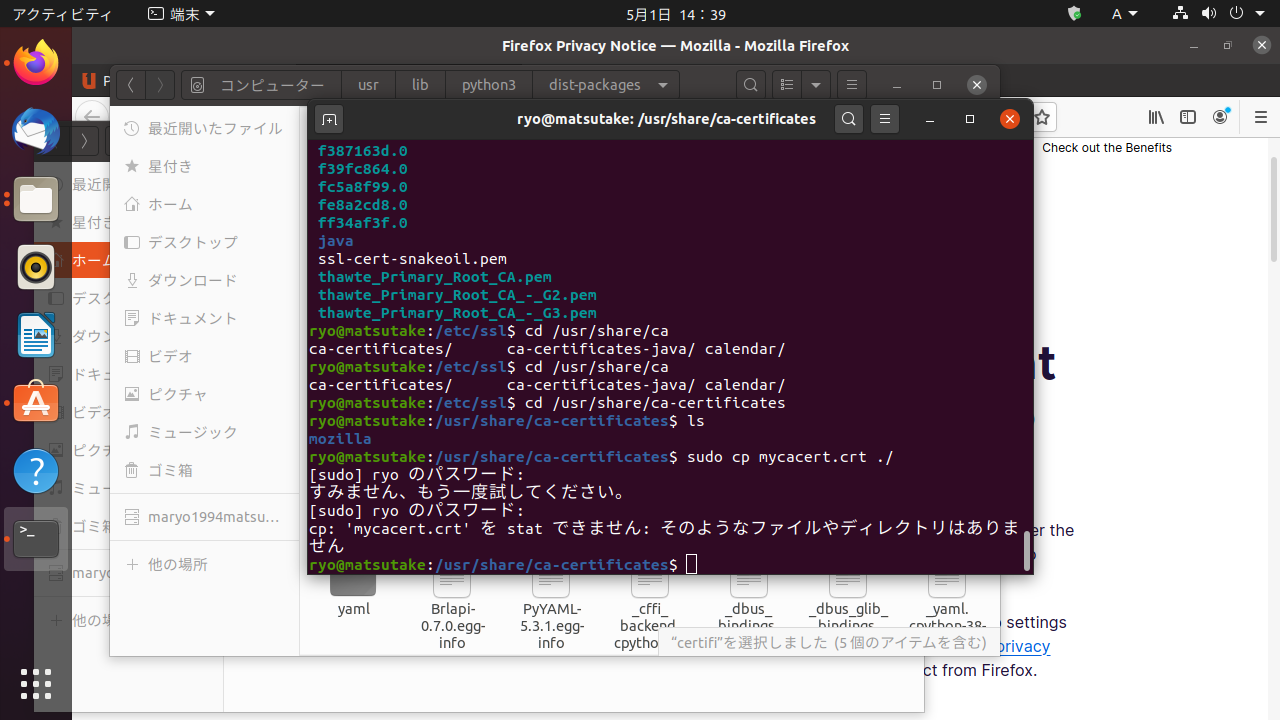 アクティビティ
端末
5月1日 14：39
A
Firefox Privacy Notice — Mozilla - Mozilla Firefox
コンピューター
usr
lib
python3
dist-packages
ryo@matsutake: /usr/share/ca-certificates
Check out the Benefits
最近開いたファイル
星付き
ホーム
デスクトップ
ダウンロード
ドキュメント
ビデオ
ピクチャ
ミュージック
ゴミ箱
maryo1994matsu…
他の場所
f387163d.0
f39fc864.0
fc5a8f99.0
fe8a2cd8.0
ff34af3f.0
java
ssl-cert-snakeoil.pem
thawte_Primary_Root_CA.pem
thawte_Primary_Root_CA_-_G2.pem
thawte_Primary_Root_CA_-_G3.pem
ryo@matsutake:/etc/ssl$ cd /usr/share/ca
ca-certificates/      ca-certificates-java/ calendar/
ryo@matsutake:/etc/ssl$ cd /usr/share/ca
ca-certificates/      ca-certificates-java/ calendar/
ryo@matsutake:/etc/ssl$ cd /usr/share/ca-certificates
ryo@matsutake:/usr/share/ca-certificates$ ls
mozilla
ryo@matsutake:/usr/share/ca-certificates$ sudo cp mycacert.crt ./
[sudo] ryo のパスワード:
すみません、もう一度試してください。
[sudo] ryo のパスワード:
cp: 'mycacert.crt' を stat できません: そのようなファイルやディレクトリはありま
せん
ryo@matsutake:/usr/share/ca-certificates$
yaml
Brlapi-
0.7.0.egg-
info
PyYAML-
5.3.1.egg-
info
_cffi_
backend
cpytho
_dbus_
bindings
_dbus_glib_
bindings
_yaml.
cpython-38-
“certifi”を選択しました (5 個のアイテムを含む)
settings
privacy
ct from Firefox.
er the